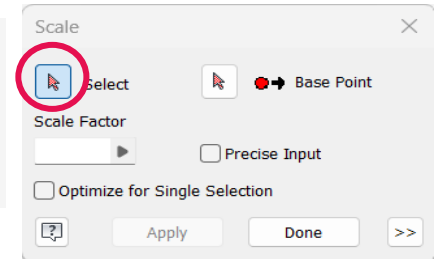 Scale
Select Base Point
Scale Factor
Precise Input
Optimize for Single Selection
? Apply Done >>